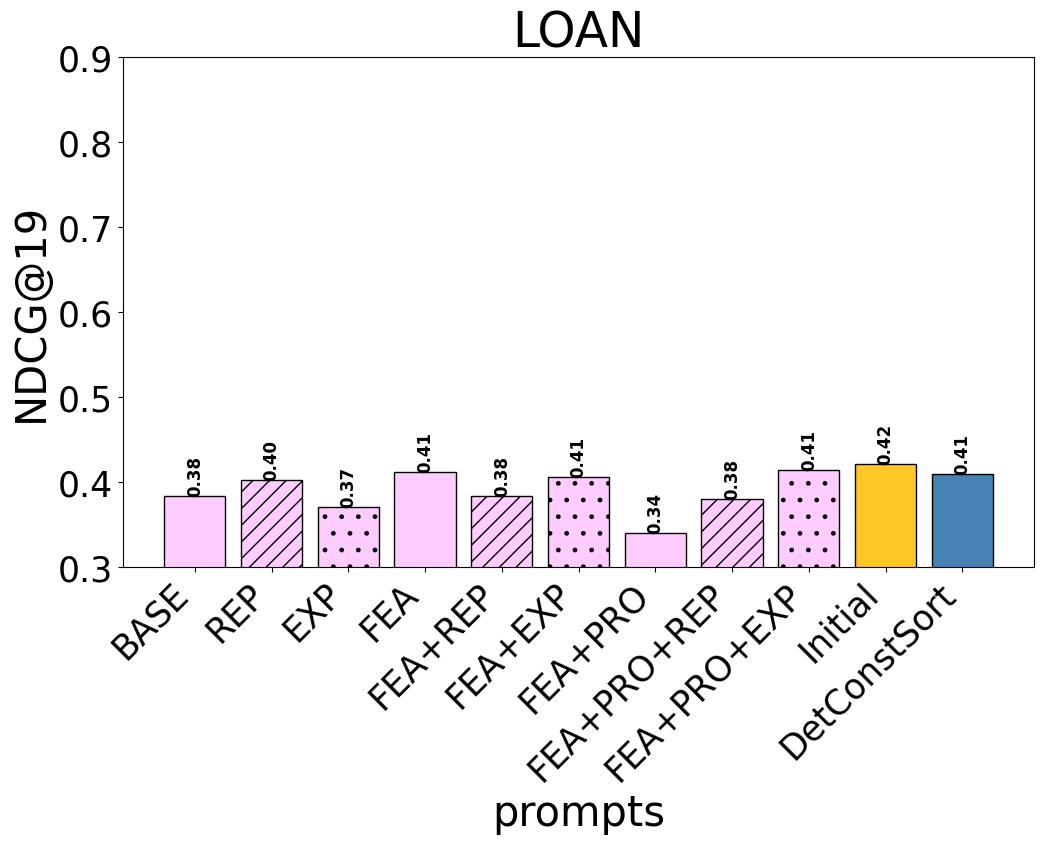 LOAN
NDCG@19
0.9
0.8
0.7
0.6
0.5
0.4
0.3
0.38
0.40
0.37
0.41
0.38
0.41
0.34
0.38
0.41
0.42
0.41
BASE
REP
EXP
FEA
FEA+REP
FEA+EXP
FEA+PRO
FEA+PRO+REP
FEA+PRO+EXP
Initial
DetConstSort
prompts